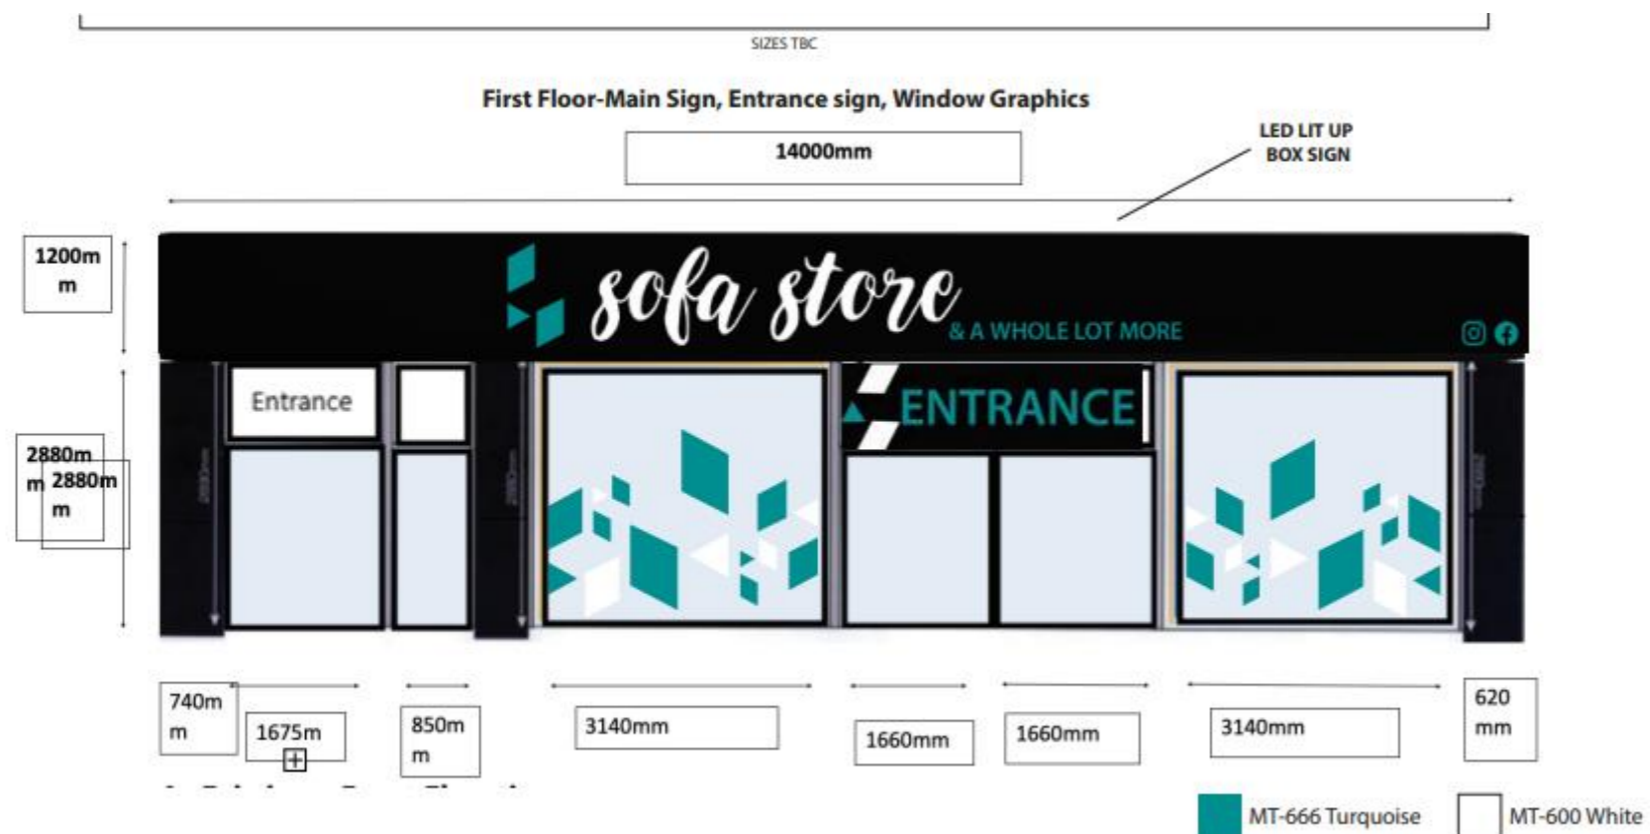 SIZES TBC
First Floor-Main Sign, Entrance sign, Window Graphics
14000mm
LED LIT UP
BOX SIGN
1200m
m
sofa store
& A WHOLE LOT MORE
Entrance
ENTRANCE
2880m
m
2880m
m
2880mm
740m
m
1675m
850m
m
3140mm
1660mm
1660mm
3140mm
620
mm
MT-666 Turquoise
MT-600 White